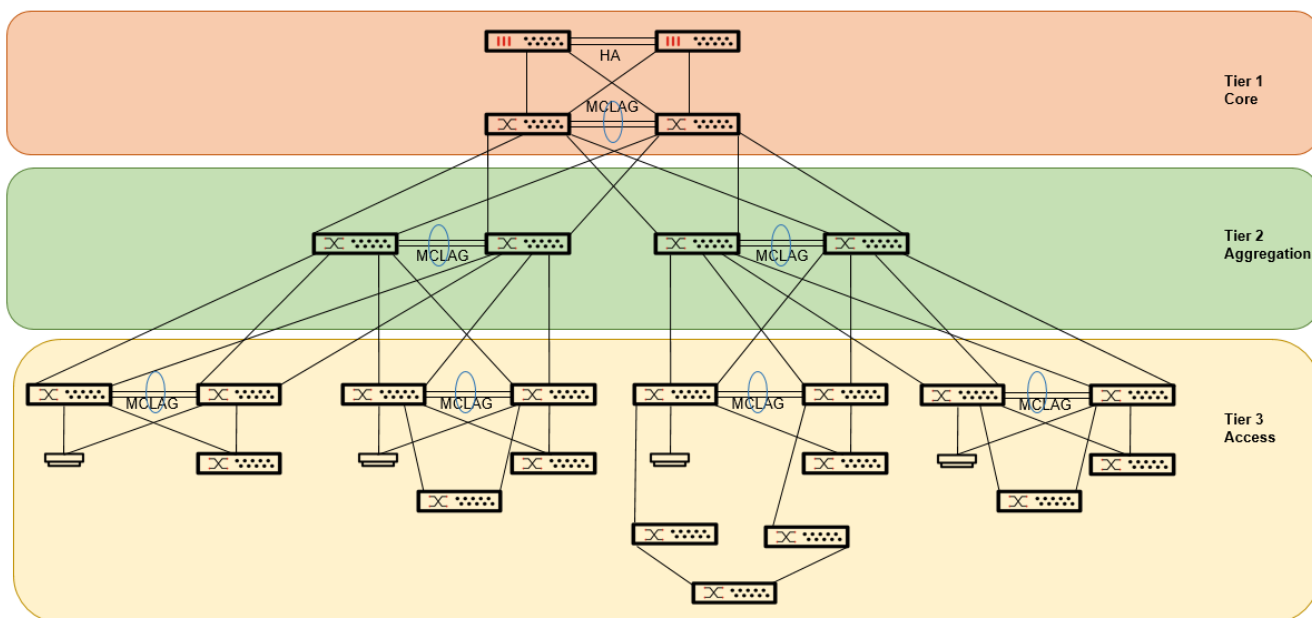 HA
MCLAG
Tier 1
Core
MCLAG
MCLAG
Tier 2
Aggregation
MCLAG
MCLAG
MCLAG
MCLAG
Tier 3
Access